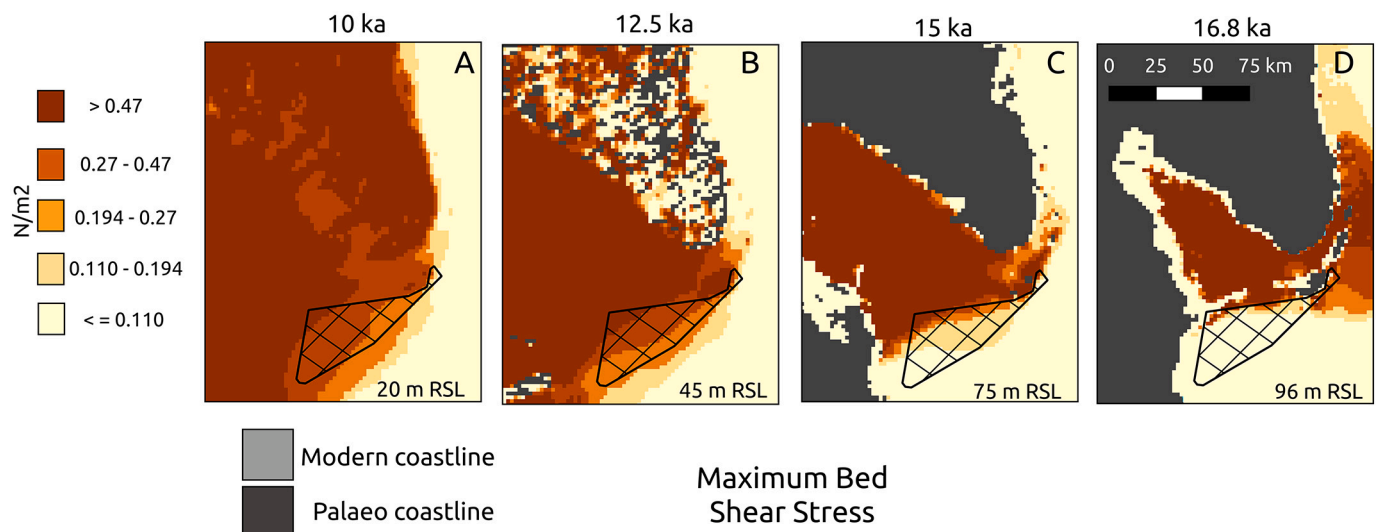 10 ka
12.5 ka
15 ka
16.8 ka
A
B
C
D
0 25 50 75 km
N/m2
> 0.47
0.27 - 0.47
0.194 - 0.27
0.110 - 0.194
< = 0.110
20 m RSL
45 m RSL
75 m RSL
96 m RSL
Modern coastline
Palaeo coastline
Maximum Bed
Shear Stress